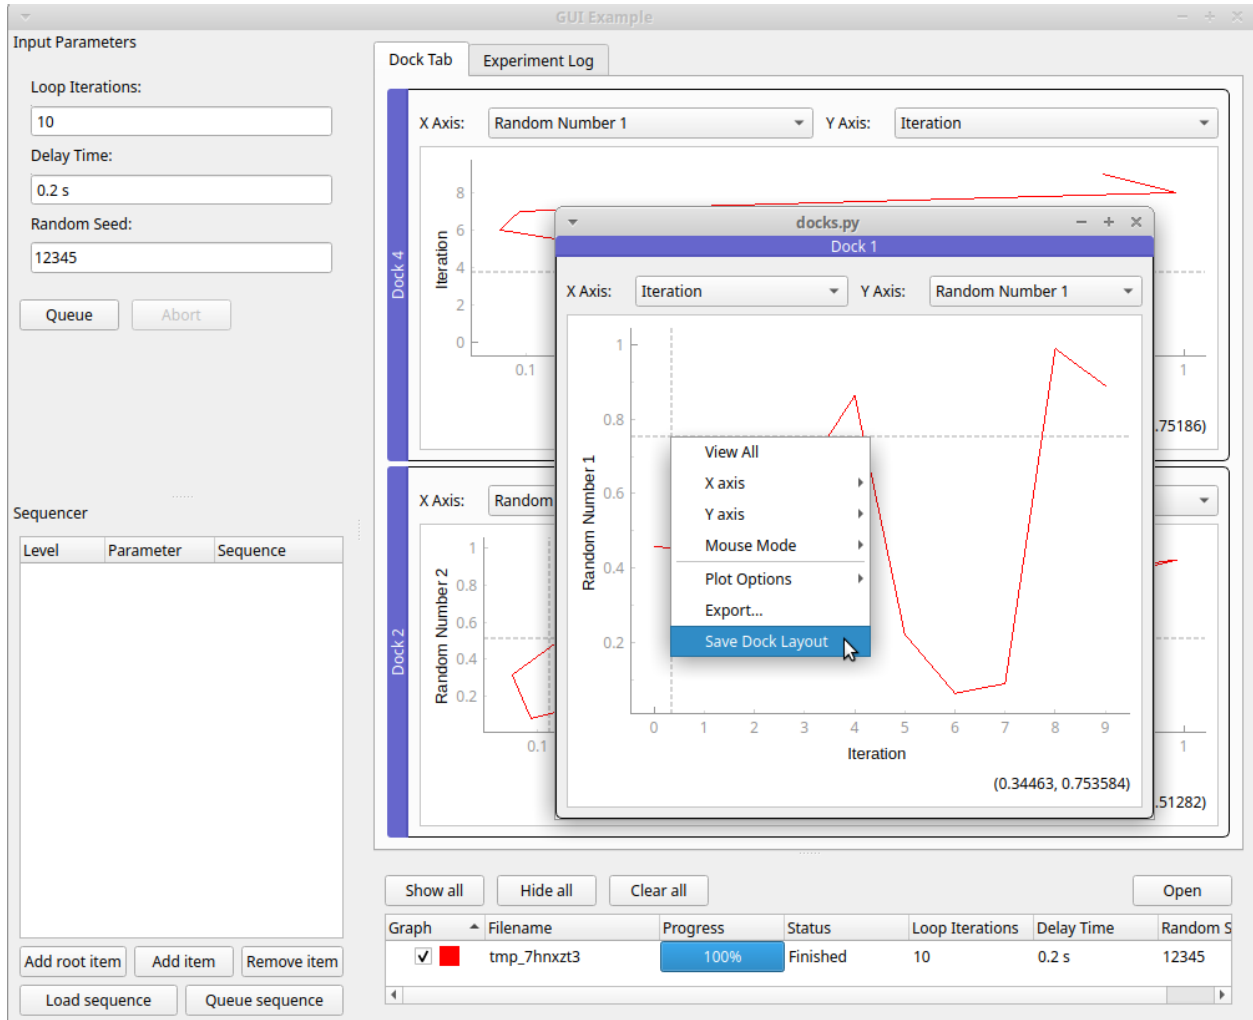 GUI Example
Input Parameters
Loop Iterations:
10
Delay Time:
0.2 s
Random Seed:
12345
Queue
Abort
Sequencer
Level Parameter Sequence
Add root item
Add item
Remove item
Load sequence
Queue sequence
Dock Tab
Experiment Log
Dock 4
X Axis:
Random Number 1
Y Axis:
Iteration
Iteration
8
6
4
2
0
0.1
1
.75186)
Dock 2
X Axis:
Random
Random Number 2
1
0.8
0.6
0.4
0.2
0.1
1
.51282)
docks.py
Dock 1
X Axis:
Iteration
Y Axis:
Random Number 1
Random Number 1
1
0.8
0.6
0.4
0.2
0 1 2 3 4 5 6 7 8 9
Iteration
(0.34463, 0.753584)
View All
X axis
Y axis
Mouse Mode
Plot Options
Export...
Save Dock Layout
Show all
Hide all
Clear all
Open
Graph Filename Progress Status Loop Iterations Delay Time Random S
tmp_7hnxzt3 100% Finished 10 0.2 s 12345